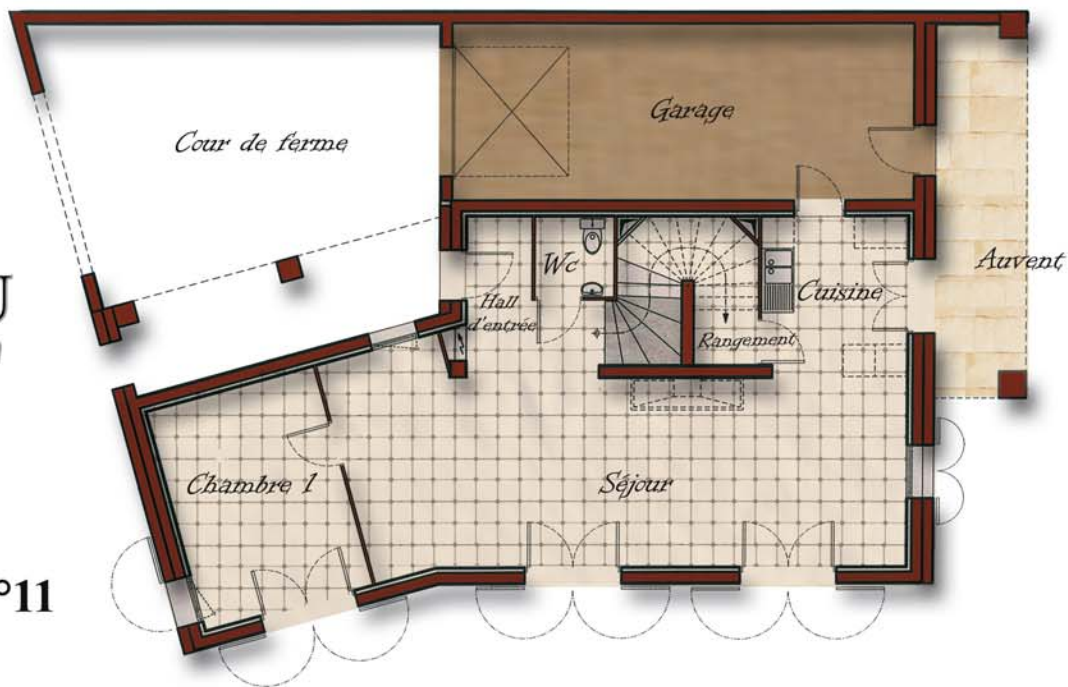 Garage
Cour de ferme
Wc
Auvent
Cuisine
Hall
d'entrée
Rangement
Chambre 1
Séjour
°11